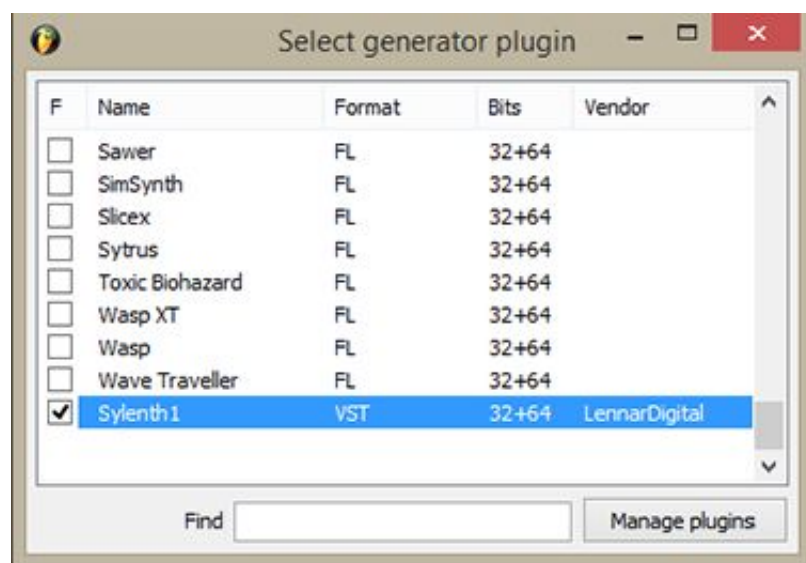 Select generator plugin
F Name Format Bits Vendor
Sawer FL 32+64
SimSynth FL 32+64
Slicex FL 32+64
Sytrus FL 32+64
Toxic Biohazard FL 32+64
Wasp XT FL 32+64
Wasp FL 32+64
Wave Traveller FL 32+64
Sylenth1 VST 32+64 LennarDigital
Find Manage plugins